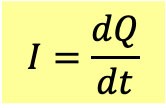 I = dQ/dt